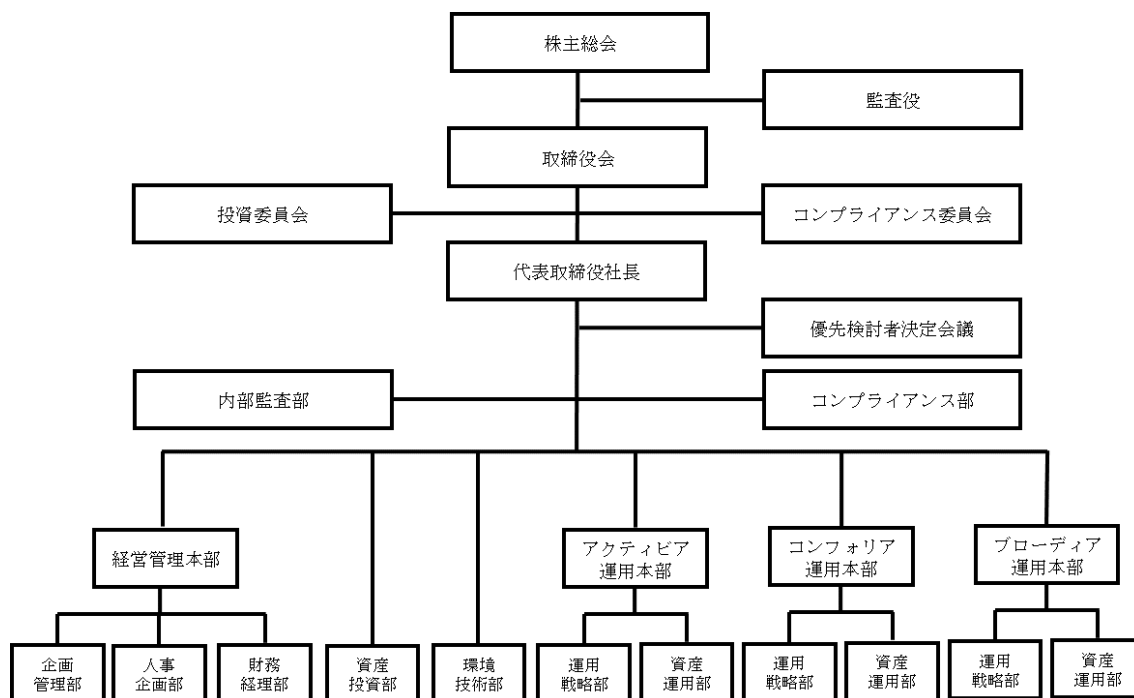 株主総会
監査役
取締役会
投資委員会
コンプライアンス委員会
代表取締役社長
優先検討者決定会議
内部監査部
コンプライアンス部
経営管理本部
アクティビア
運用本部
コンフォリア
運用本部
ブローディア
運用本部
企画
管理部
人事
企画部
財務
経理部
資産
投資部
環境
技術部
運用
戦略部
資産
運用部
運用
戦略部
資産
運用部
運用
戦略部
資産
運用部